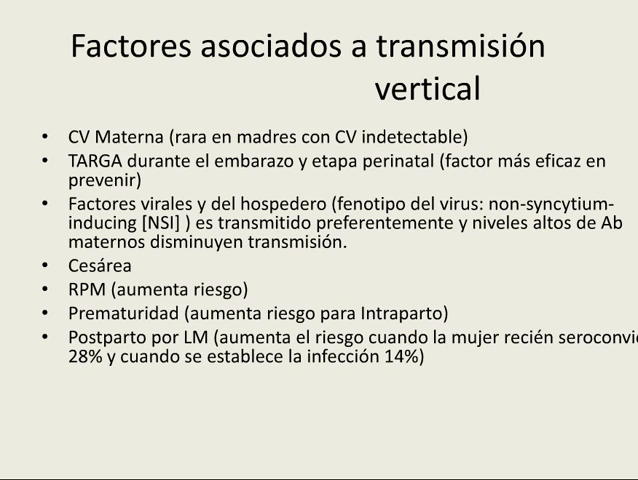 Factores asociados a transmisión
vertical
• CV Materna (rara en madres con CV indetectable)
• TARGA durante el embarazo y etapa perinatal (factor más eficaz en
prevenir)
• Factores virales y del hospedero (fenotipo del virus: non-syncytium-
inducing [NSI] ) es transmitido preferentemente y niveles altos de Ab
maternos disminuyen transmisión.
• Cesárea
• RPM (aumenta riesgo)
• Prematuridad (aumenta riesgo para Intraparto)
• Postparto por LM (aumenta el riesgo cuando la mujer recién
28% y cuando se establece la infección 14%)